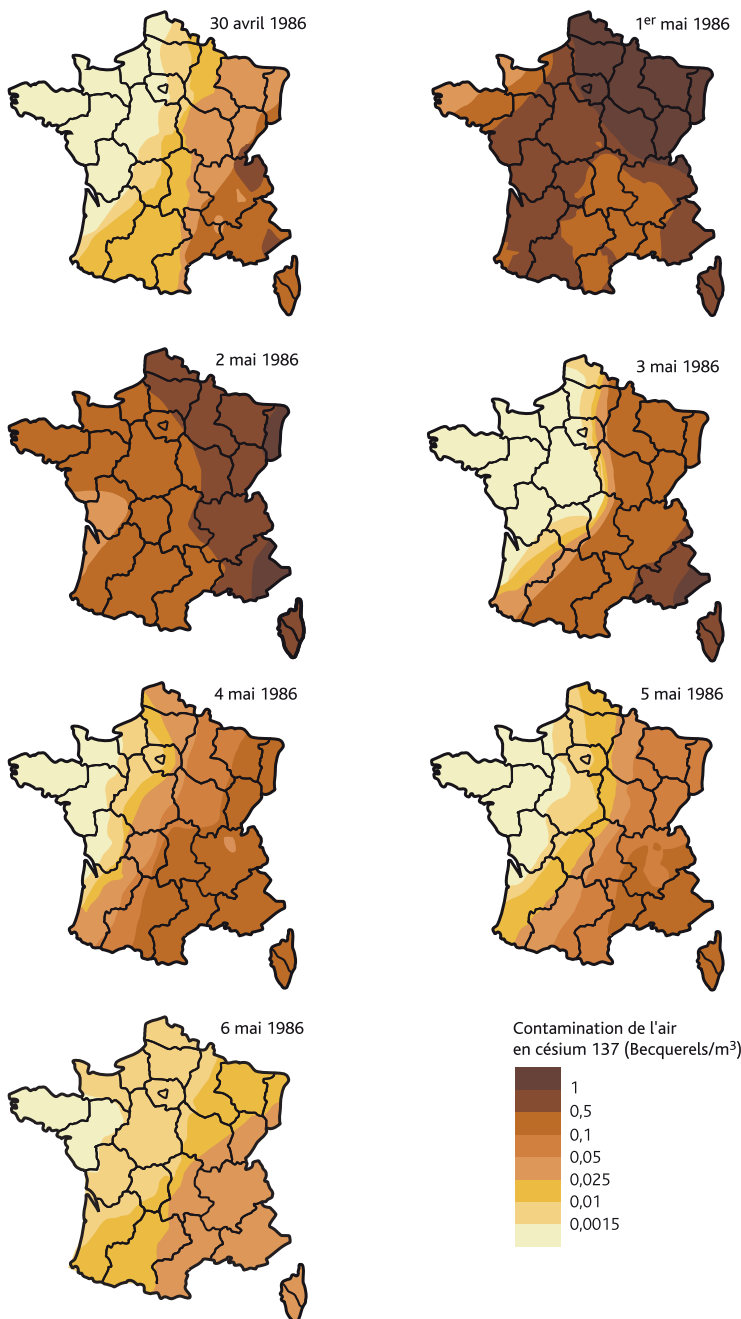 30 avril 1986
1er mai 1986
2 mai 1986
3 mai 1986
4 mai 1986
5 mai 1986
6 mai 1986
Contamination de l'air
en césium 137 (Becquerels/m³)
1
0,5
0,1
0,05
0,025
0,01
0,0015